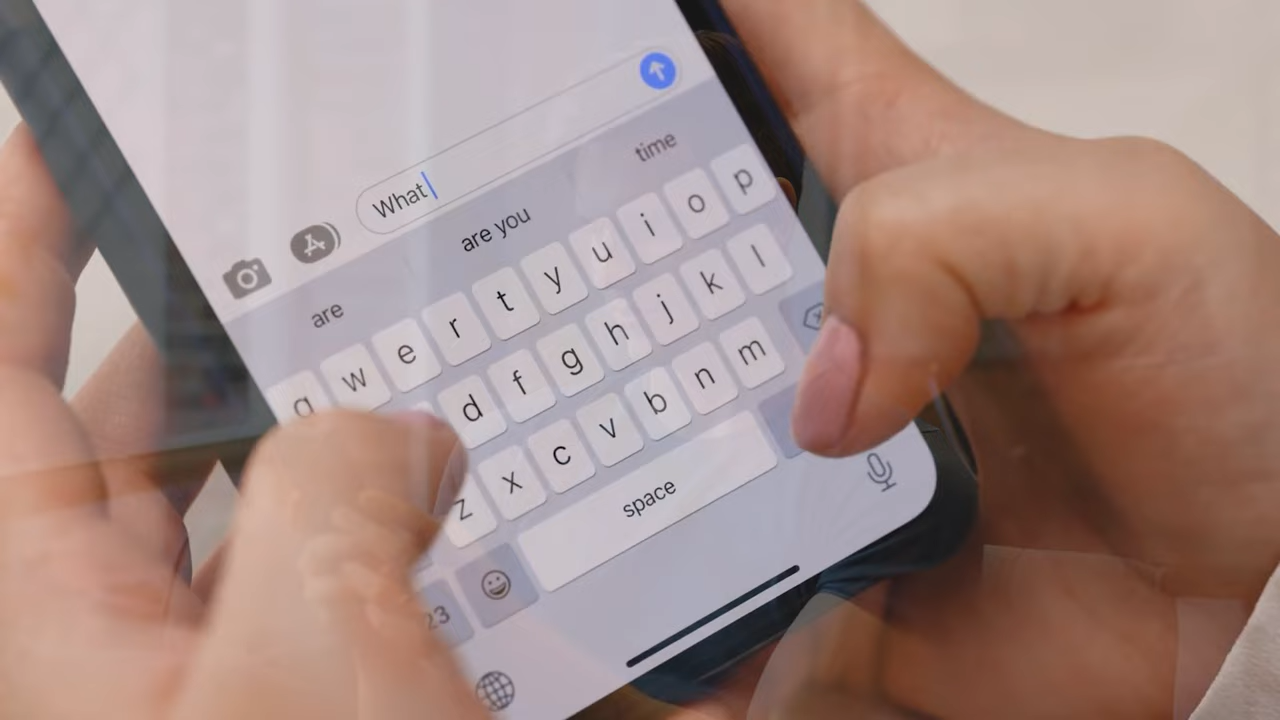 What
are are you time
q w e r t y u i o p
d f g h j k l
z x c v b n m
23 space